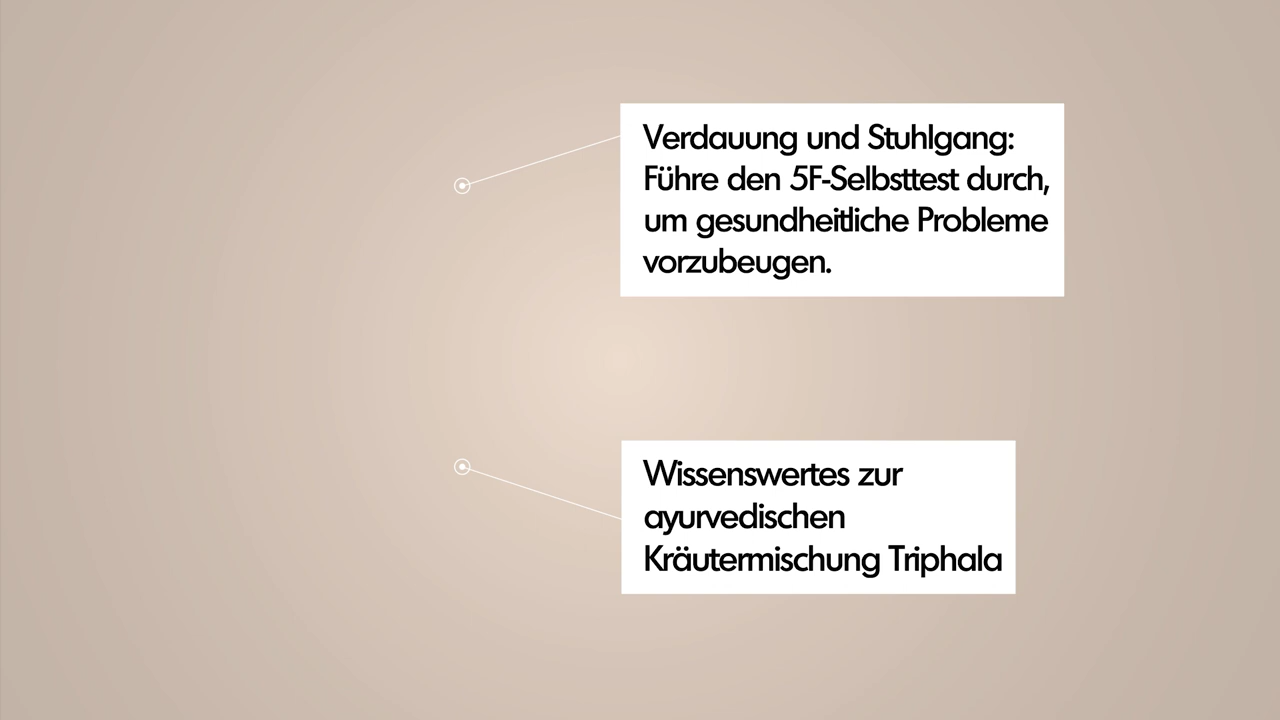 Verdauung und Stuhlgang:
Führe den 5F-Selbsttest durch,
um gesundheitliche Probleme
vorzubeugen.
Wissenswertes zur
ayurvedischen
Kräutermischung Triphala